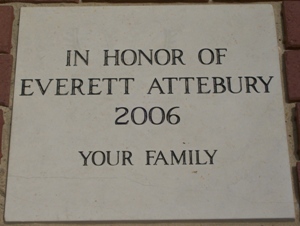 IN HONOR OF
EVERETT ATTEBURY
2006
YOUR FAMILY